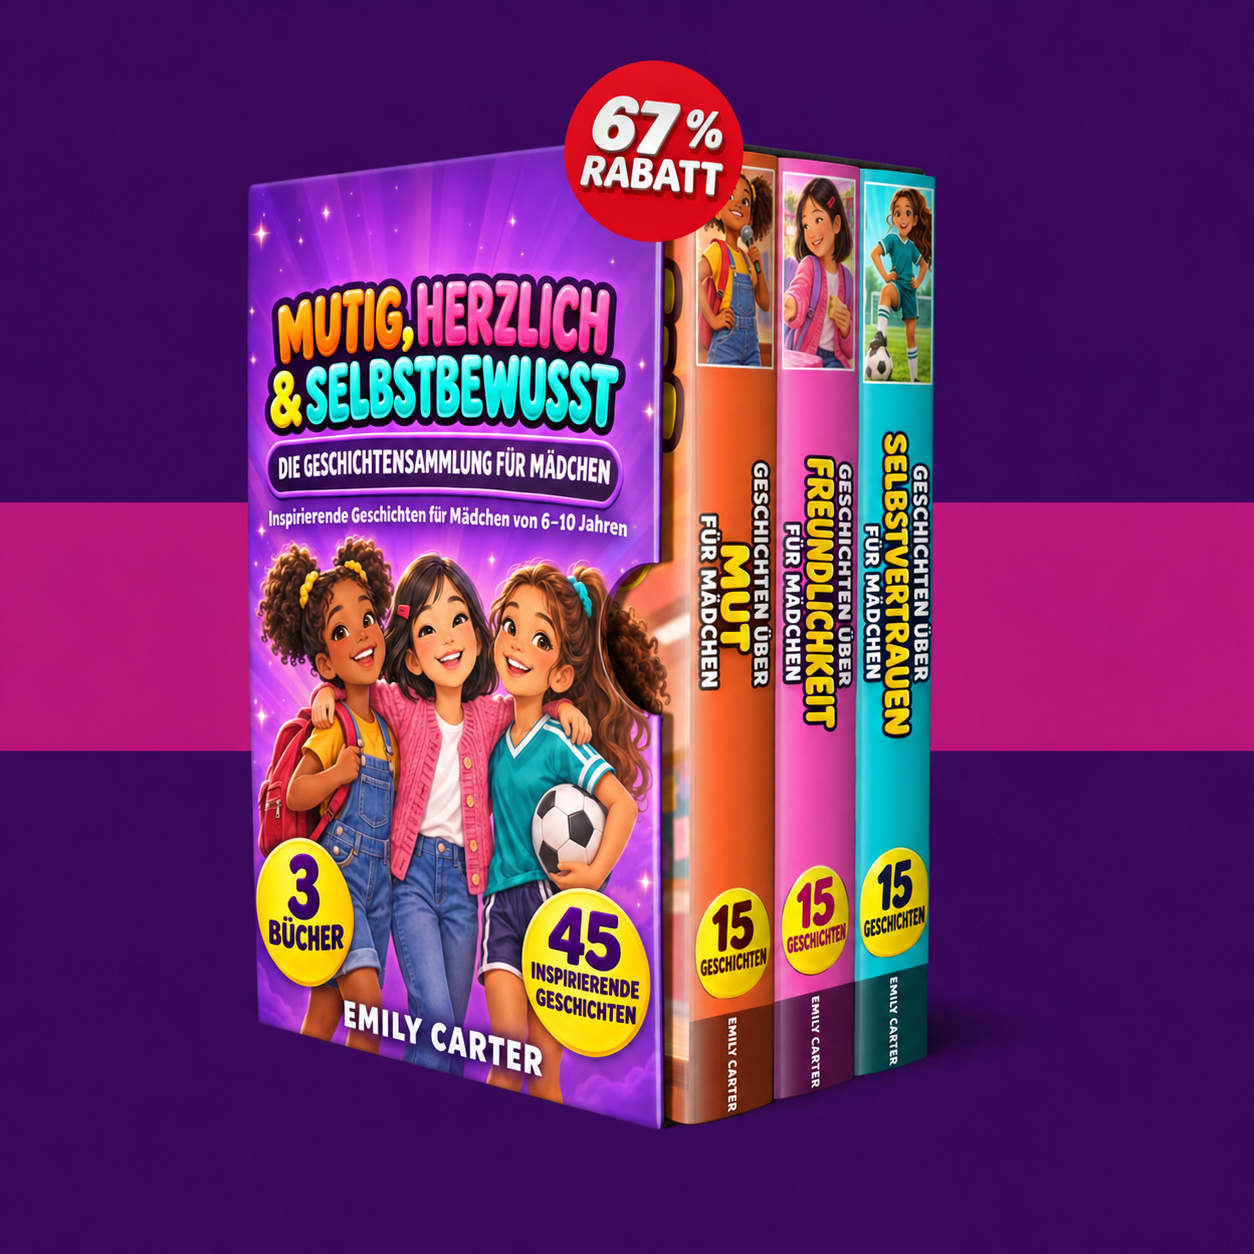 67%
RABATT
MUTIG, HERZLICH
& SELBSTBEWUSST
DIE GESCHICHTENSAMMLUNG FÜR MÄDCHEN
Inspirierende Geschichten für Mädchen von 6–10 Jahren
3
BÜCHER
45
INSPIRIERENDE
GESCHICHTEN
EMILY CARTER
GESCHICHTEN ÜBER
MUT
FÜR MÄDCHEN
15
GESCHICHTEN
EMILY CARTER
GESCHICHTEN ÜBER
FREUNDLICHKEIT
FÜR MÄDCHEN
15
GESCHICHTEN
EMILY CARTER
GESCHICHTEN ÜBER
SELBSTVERTRAUEN
FÜR MÄDCHEN
15
GESCHICHTEN
EMILY CARTER